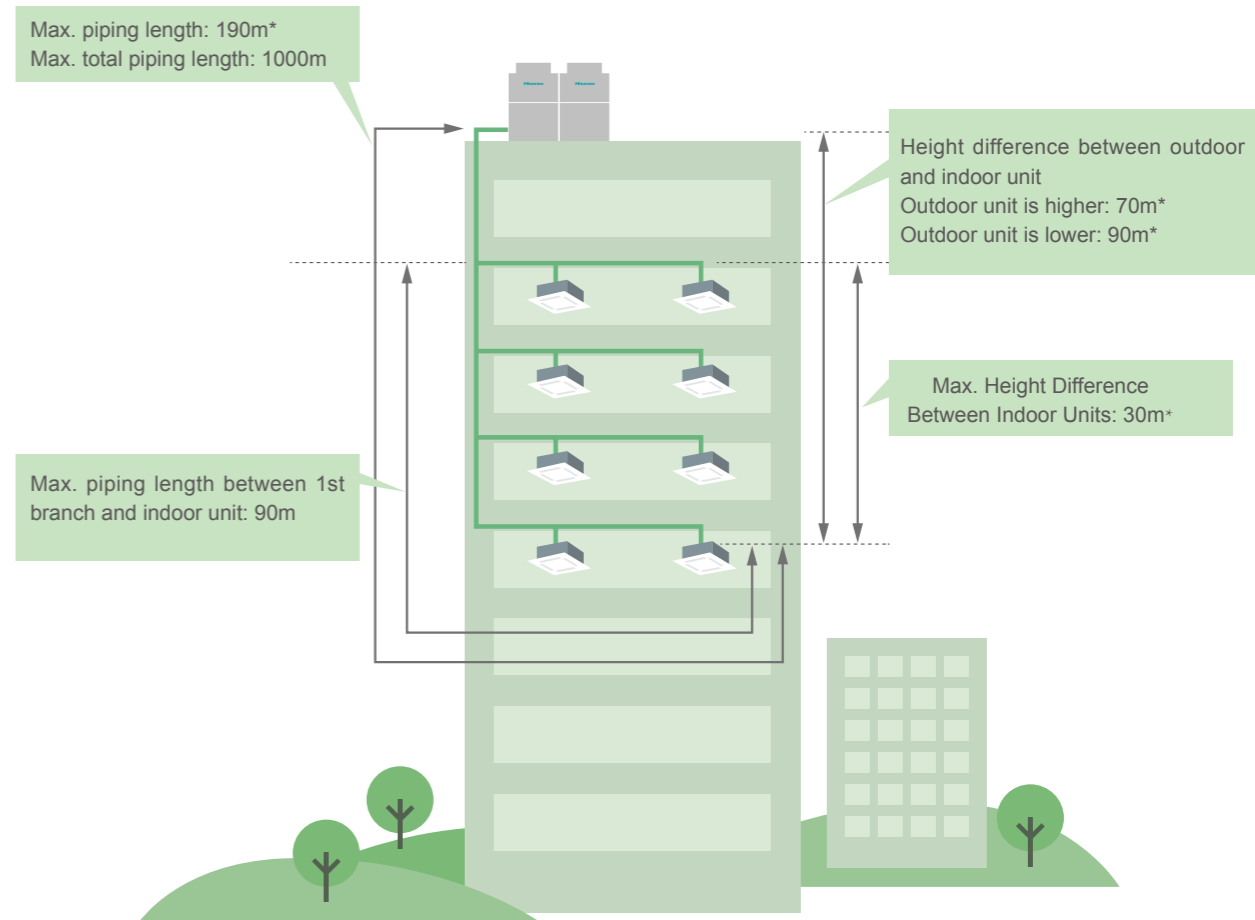 Max. piping length: 190m*
Max. total piping length: 1000m
Hisense Hisense
Height difference between outdoor
and indoor unit
Outdoor unit is higher: 70m*
Outdoor unit is lower: 90m*
Max. Height Difference
Between Indoor Units: 30m*
Max. piping length between 1st
branch and indoor unit: 90m